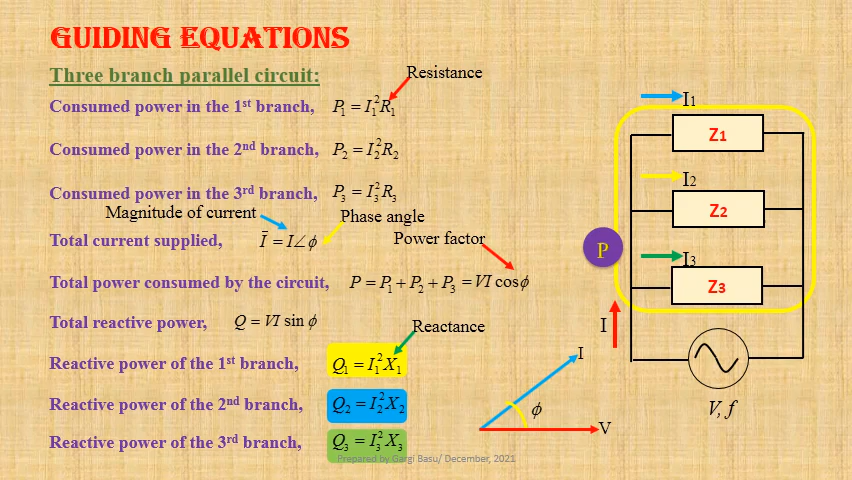 GUIDING EQUATIONS
Three branch parallel circuit:
Resistance
Consumed power in the 1st branch, P₁ = I₁²R₁
Consumed power in the 2nd branch, P₂ = I₂²R₂
Consumed power in the 3rd branch, P₃ = I₃²R₃
Magnitude of current
Phase angle
Total current supplied, Ī = I∠ϕ
Power factor
Total power consumed by the circuit, P = P₁ + P₂ + P₃ = VI cosϕ
Total reactive power, Q = VI sin ϕ
Reactance
Reactive power of the 1st branch, Q₁ = I₁²X₁
Reactive power of the 2nd branch, Q₂ = I₂²X₂
Reactive power of the 3rd branch, Q₃ = I₃²X₃
Prepared by Gargi Basu/ December, 2021
I₁
Z1
I₂
Z2
P
I₃
Z3
I
V, f
I
ϕ
V